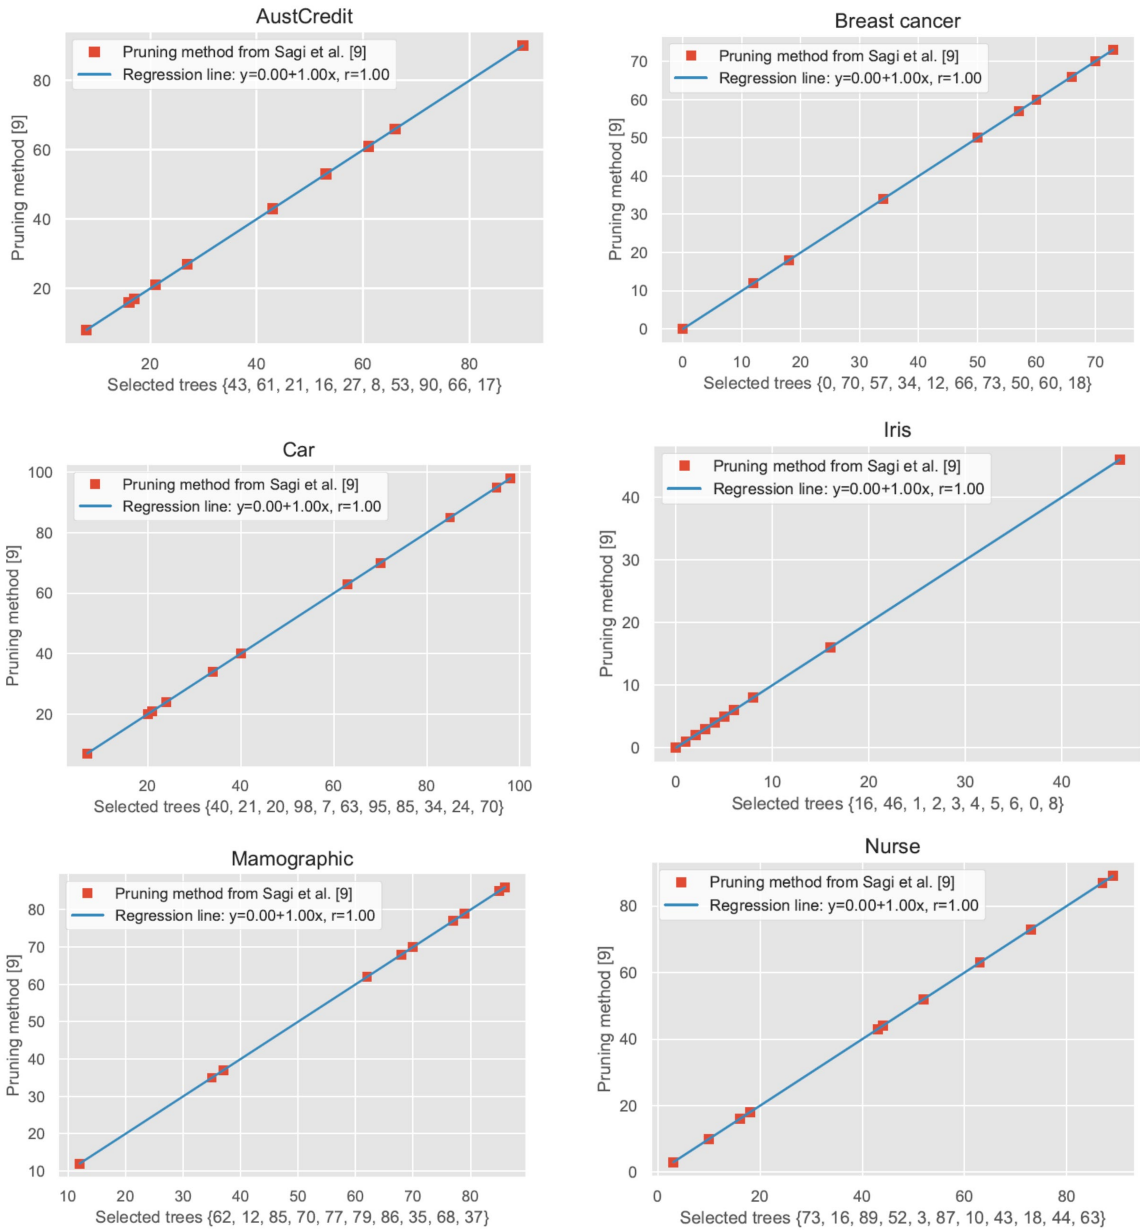 AustCredit
Pruning method from Sagi et al. [9]
Regression line: y=0.00+1.00x, r=1.00
Pruning method [9]
80
60
40
20
20
40
60
80
Selected trees {43, 61, 21, 16, 27, 8, 53, 90, 66, 17}
Breast cancer
Pruning method from Sagi et al. [9]
Regression line: y=0.00+1.00x, r=1.00
Pruning method [9]
70
60
50
40
30
20
10
0
0
10
20
30
40
50
60
70
Selected trees {0, 70, 57, 34, 12, 66, 73, 50, 60, 18}
Car
Pruning method from Sagi et al. [9]
Regression line: y=0.00+1.00x, r=1.00
Pruning method [9]
100
80
60
40
20
20
40
60
80
100
Selected trees {40, 21, 20, 98, 7, 63, 95, 85, 34, 24, 70}
Iris
Pruning method from Sagi et al. [9]
Regression line: y=0.00+1.00x, r=1.00
Pruning method [9]
40
30
20
10
0
0
10
20
30
40
Selected trees {16, 46, 1, 2, 3, 4, 5, 6, 0, 8}
Mamographic
Pruning method from Sagi et al. [9]
Regression line: y=0.00+1.00x, r=1.00
Pruning method [9]
80
70
60
50
40
30
20
10
10
20
30
40
50
60
70
80
Selected trees {62, 12, 85, 70, 77, 79, 86, 35, 68, 37}
Nurse
Pruning method from Sagi et al. [9]
Regression line: y=0.00+1.00x, r=1.00
Pruning method [9]
80
60
40
20
0
0
20
40
60
80
Selected trees {73, 16, 89, 52, 3, 87, 10, 43, 18, 44, 63}